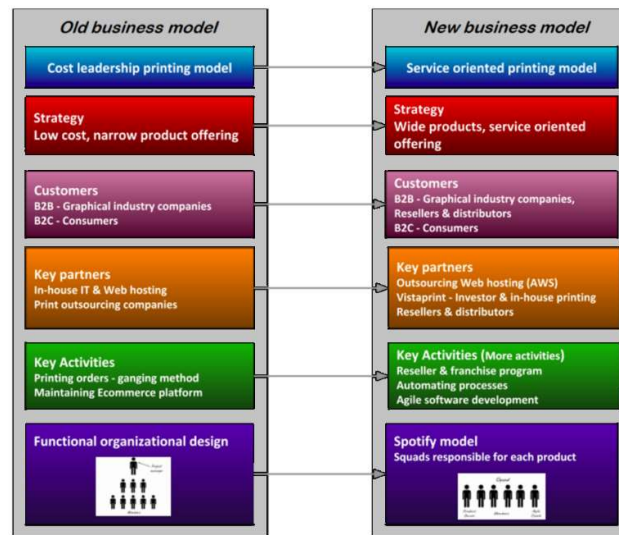 Old business model
Cost leadership printing model
Strategy
Low cost, narrow product offering
Customers
B2B - Graphical industry companies
B2C - Consumers
Key partners
In-house IT & Web hosting
Print outsourcing companies
Key Activities
Printing orders - ganging method
Maintaining Ecommerce platform
Functional organizational design
New business model
Service oriented printing model
Strategy
Wide products, service oriented
offering
Customers
B2B - Graphical industry companies,
Resellers & distributors
B2C - Consumers
Key partners
Outsourcing Web hosting (AWS)
Vistaprint - Investor & in-house printing
Resellers & distributors
Key Activities (More activities)
Reseller & franchise program
Automating processes
Agile software development
Spotify model
Squads responsible for each product
Squad